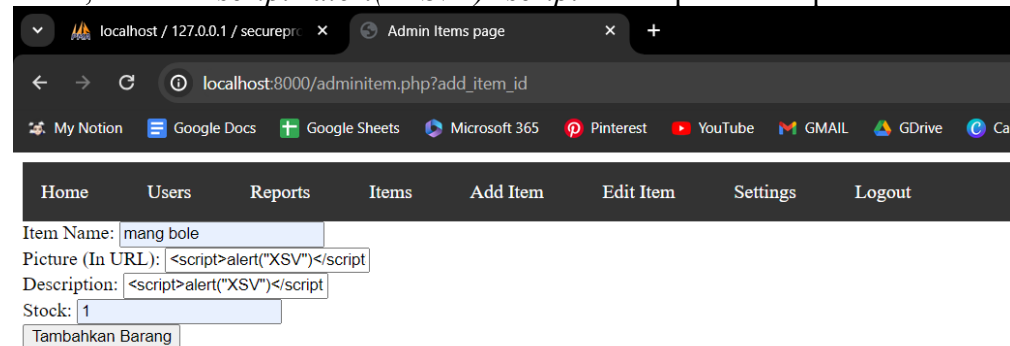 localhost / 127.0.0.1 / securepro
Admin Items page
localhost:8000/adminitem.php?add_item_id
My Notion Google Docs Google Sheets Microsoft 365 Pinterest YouTube GMAIL GDrive Ca
Home Users Reports Items Add Item Edit Item Settings Logout
Item Name: mang bole
Picture (In URL): <script>alert("XSV")</script
Description: <script>alert("XSV")</script
Stock: 1
Tambahkan Barang